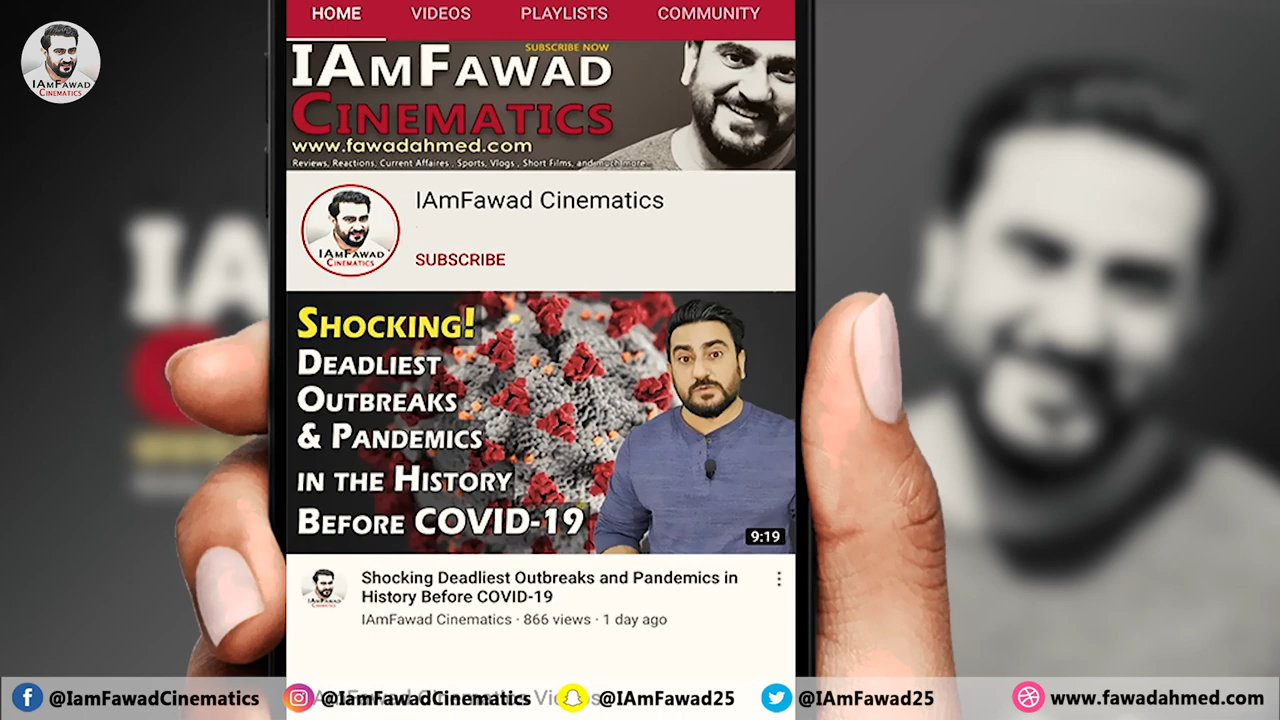 HOME VIDEOS PLAYLISTS COMMUNITY
SUBSCRIBE NOW
IAMFAWAD
CINEMATICS
www.fawadahmed.com
Reviews, Reactions, Current Affaires , Sports, Vlogs , Short Films, and much more...
IAMFAWAD
CINEMATICS
IAmFawad Cinematics
SUBSCRIBE
IAMFAWAD
CINEMATICS
SHOCKING!
DEADLIEST
OUTBREAKS
& PANDEMICS
IN THE HISTORY
BEFORE COVID-19
9:19
Shocking Deadliest Outbreaks and Pandemics in
History Before COVID-19
IAmFawad Cinematics · 866 views · 1 day ago
IAMFAWAD
CINEMATICS
@IamFawadCinematics @IamFawdCinematics @IAmFawad25 @IAmFawad25 www.fawadahmed.com